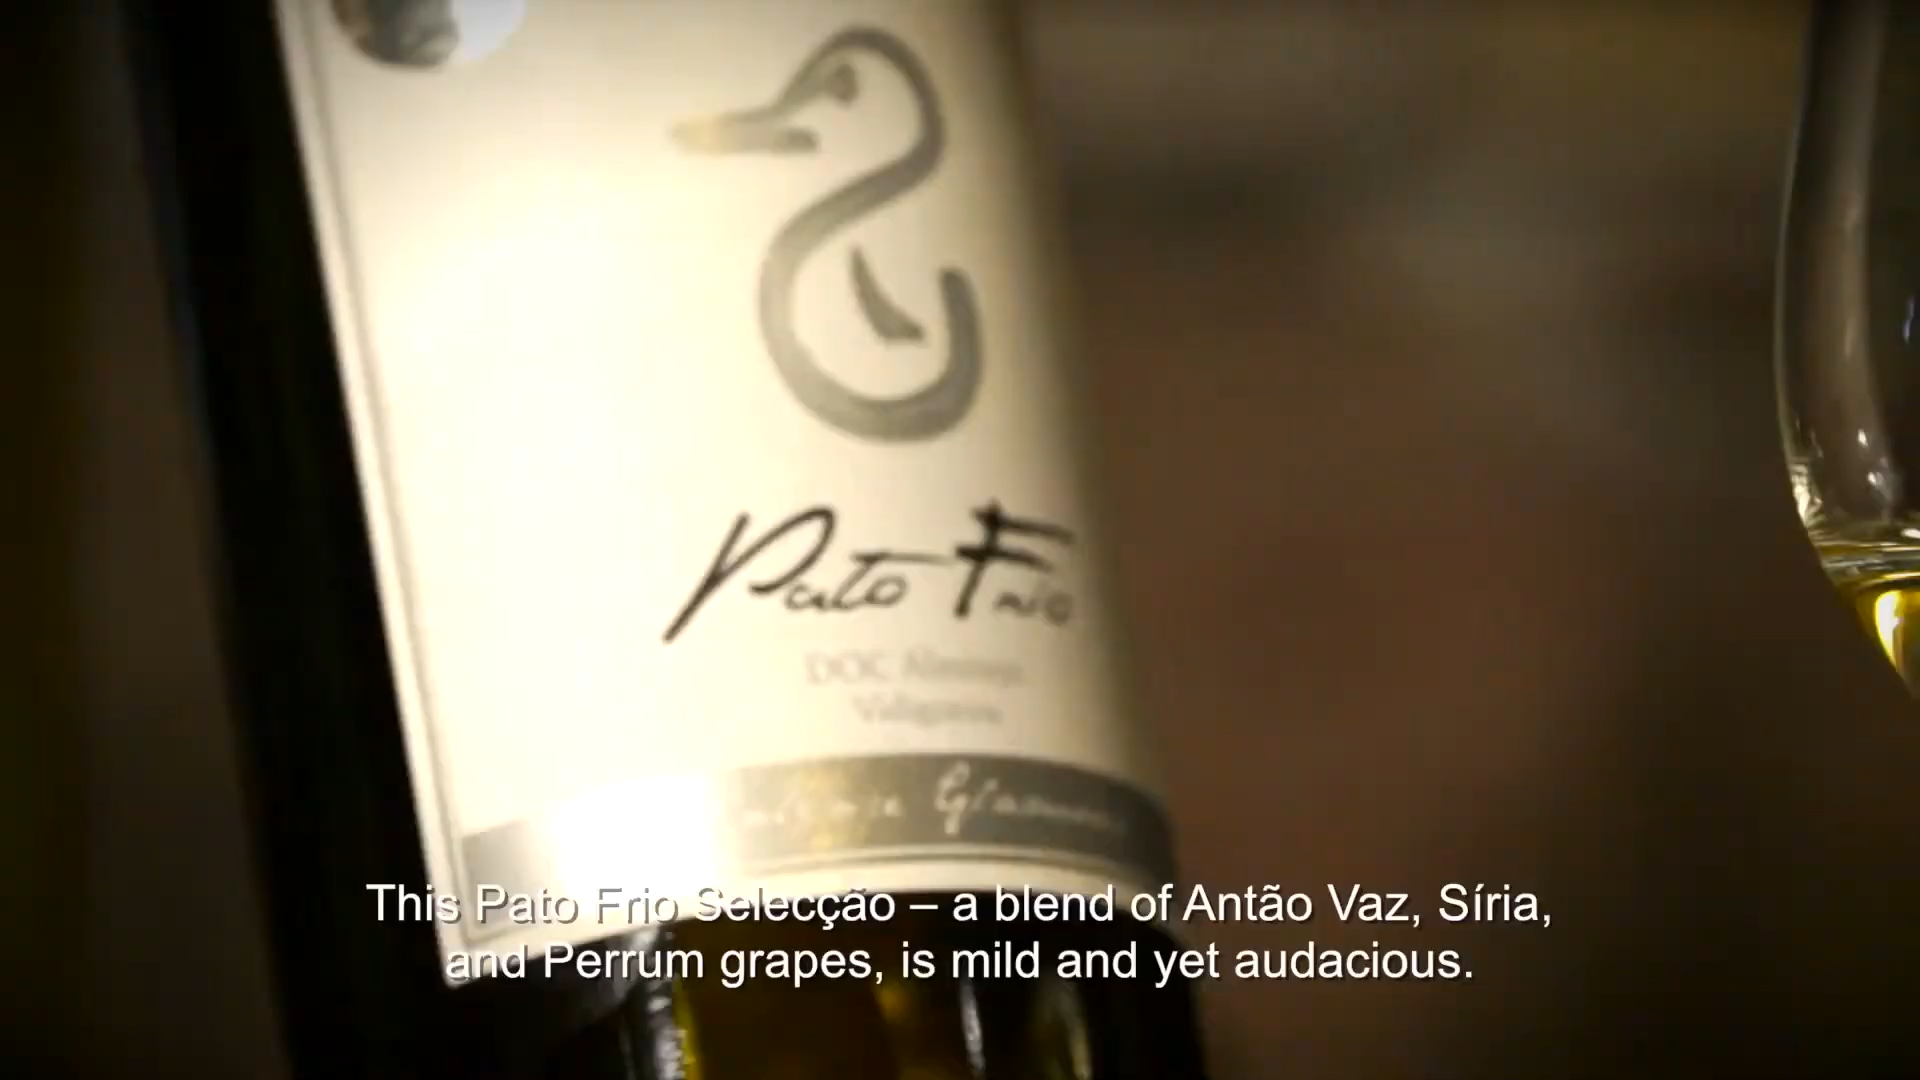 Pato Frio
DOC Alentejo
Vidigueira
This Pato Frio Selecção – a blend of Antão Vaz, Síria,
and Perrum grapes, is mild and yet audacious.